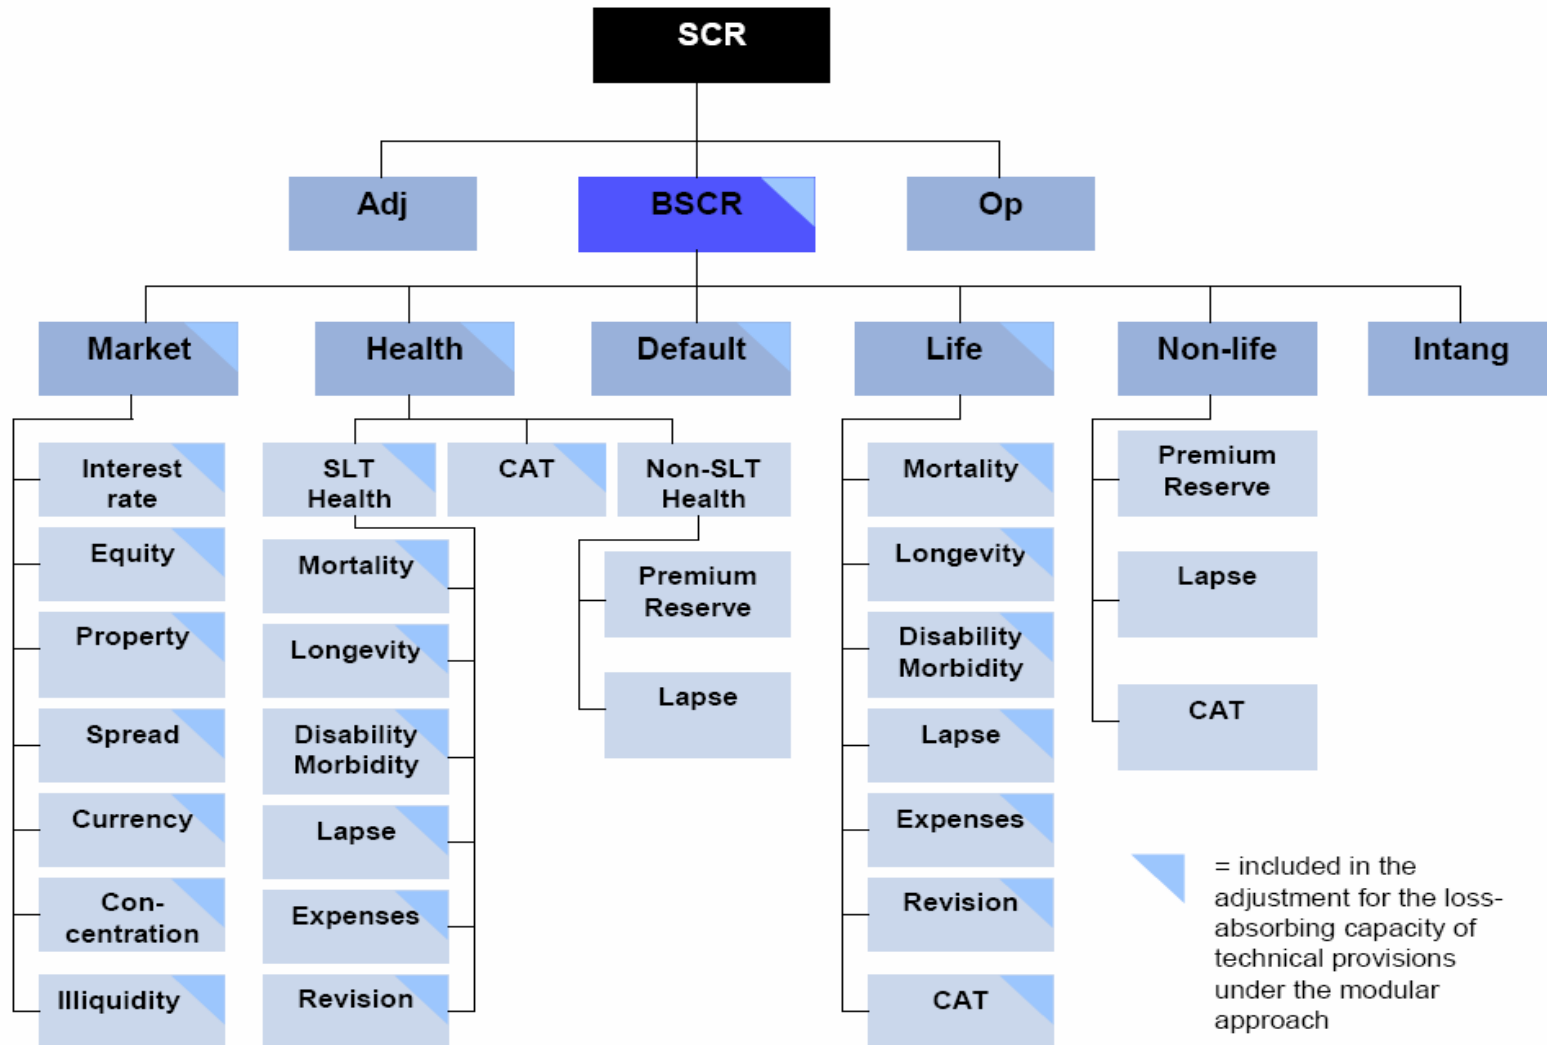 SCR
Adj
BSCR
Op
Market
Health
Default
Life
Non-life
Intang
Interest
rate
Equity
Property
Spread
Currency
Con-
centration
Illiquidity
SLT
Health
CAT
Non-SLT
Health
Mortality
Longevity
Disability
Morbidity
Lapse
Expenses
Revision
Premium
Reserve
Lapse
Mortality
Longevity
Disability
Morbidity
Lapse
Expenses
Revision
CAT
Premium
Reserve
Lapse
CAT
= included in the
adjustment for the loss-
absorbing capacity of
technical provisions
under the modular
approach